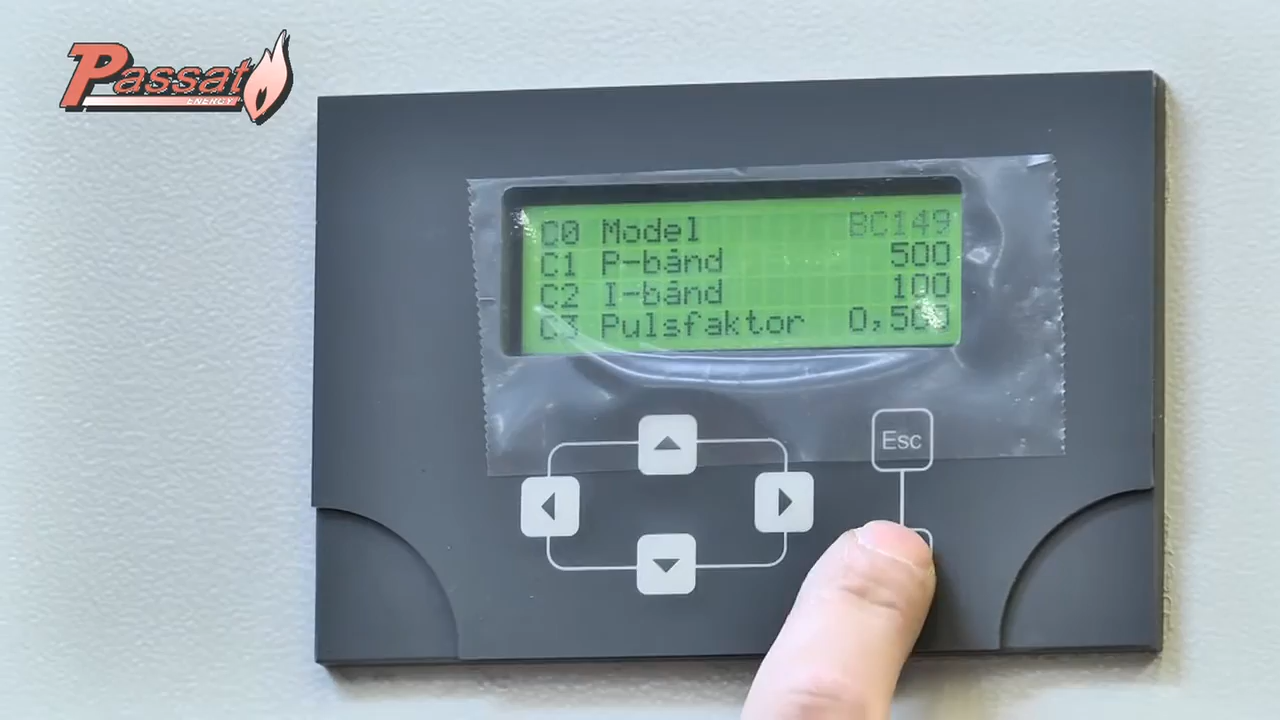 Passat
ENERGY
C0 Model BC149
C1 P-bånd 500
C2 I-bånd 100
C3 Pulsfaktor 0,500
Esc